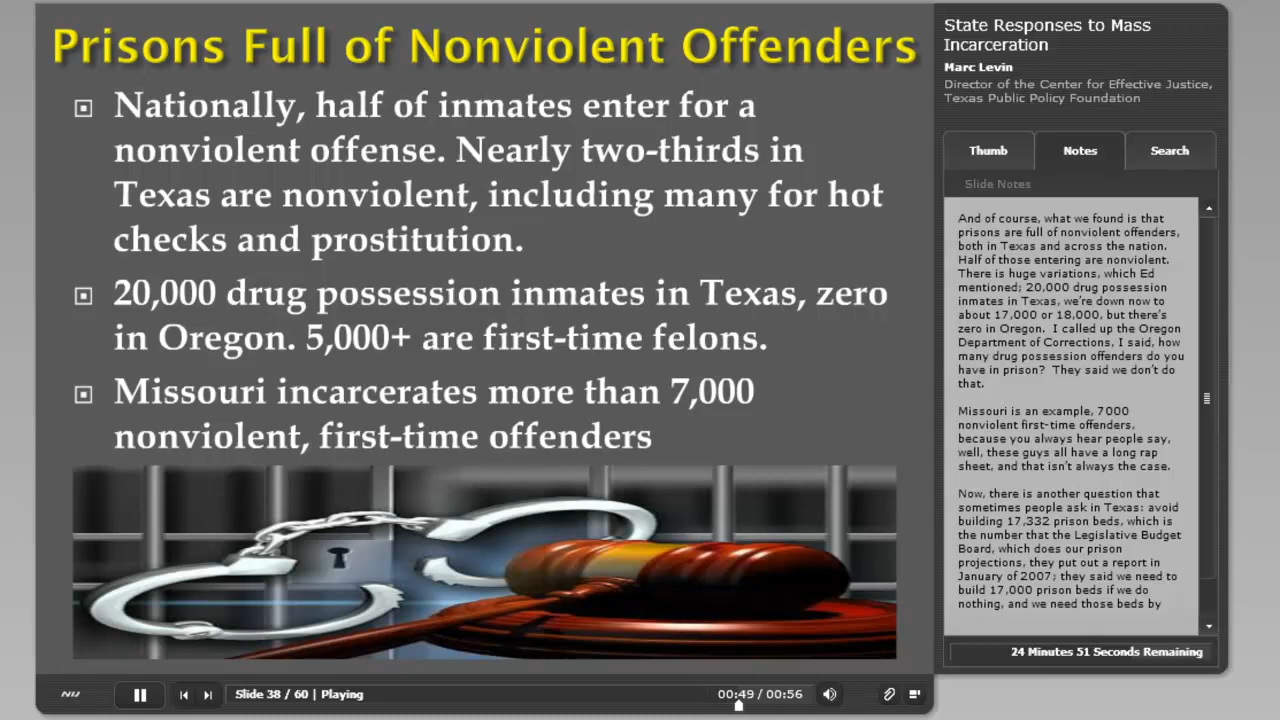 Prisons Full of Nonviolent Offenders
Nationally, half of inmates enter for a
nonviolent offense. Nearly two-thirds in
Texas are nonviolent, including many for hot
checks and prostitution.
20,000 drug possession inmates in Texas, zero
in Oregon. 5,000+ are first-time felons.
Missouri incarcerates more than 7,000
nonviolent, first-time offenders
Slide 38 / 60 | Playing
00:49 / 00:56
State Responses to Mass
Incarceration
Marc Levin
Director of the Center for Effective Justice,
Texas Public Policy Foundation
Thumb
Notes
Search
Slide Notes
And of course, what we found is that
prisons are full of nonviolent offenders,
both in Texas and across the nation.
Half of those entering are nonviolent.
There is huge variations, which Ed
mentioned; 20,000 drug possession
inmates in Texas, we're down now to
about 17,000 or 18,000, but there's
zero in Oregon. I called up the Oregon
Department of Corrections, I said, how
many drug possession offenders do you
have in prison? They said we don't do
that.
Missouri is an example, 7000
nonviolent first-time offenders,
because you always hear people say,
well, these guys all have a long rap
sheet, and that isn't always the case.
Now, there is another question that
sometimes people ask in Texas: avoid
building 17,332 prison beds, which is
the number that the Legislative Budget
Board, which does our prison
projections, they put out a report in
January of 2007; they said we need to
build 17,000 prison beds if we do
nothing, and we need those beds by
24 Minutes 51 Seconds Remaining